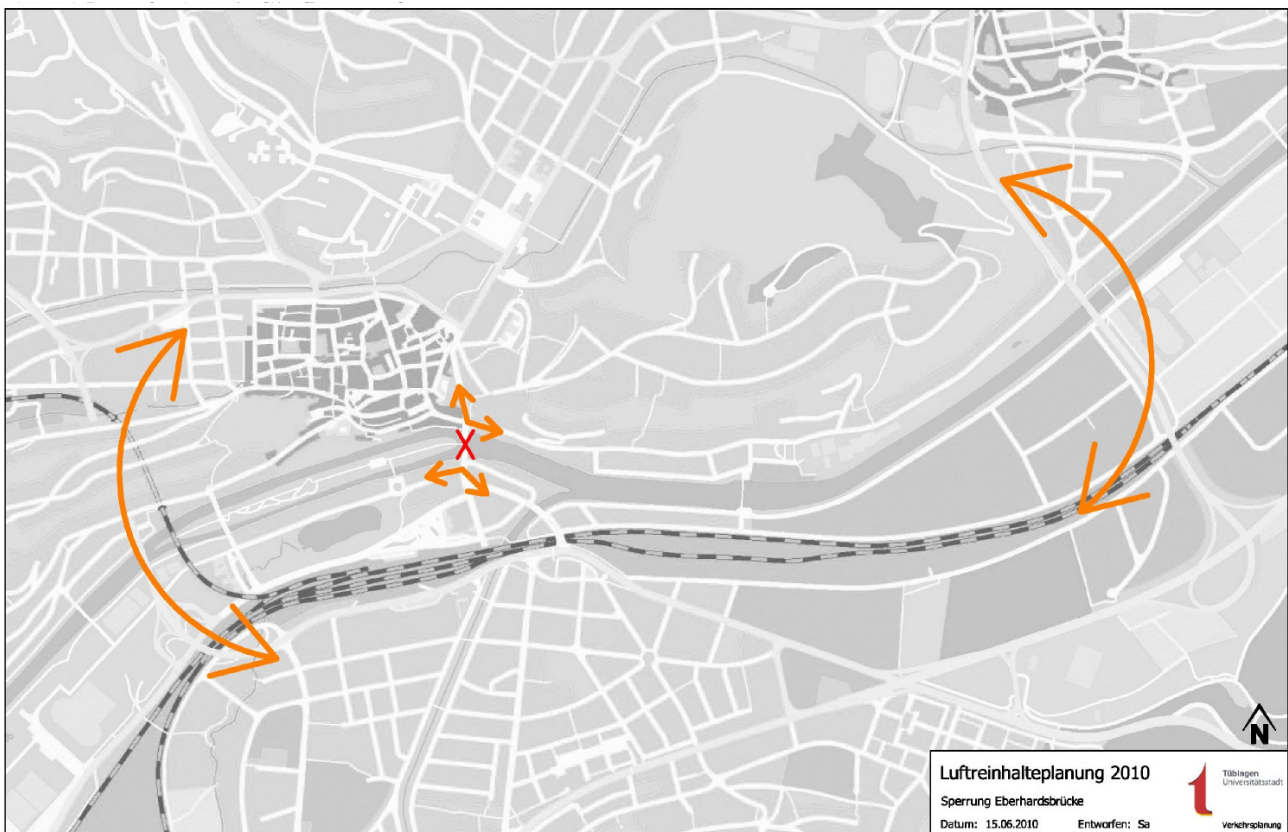 N
Luftreinhalteplanung 2010
Sperrung Eberhardsbrücke
Datum: 15.06.2010 Entworfen: Sa
Tübingen
Universitätsstadt
Verkehrsplanung